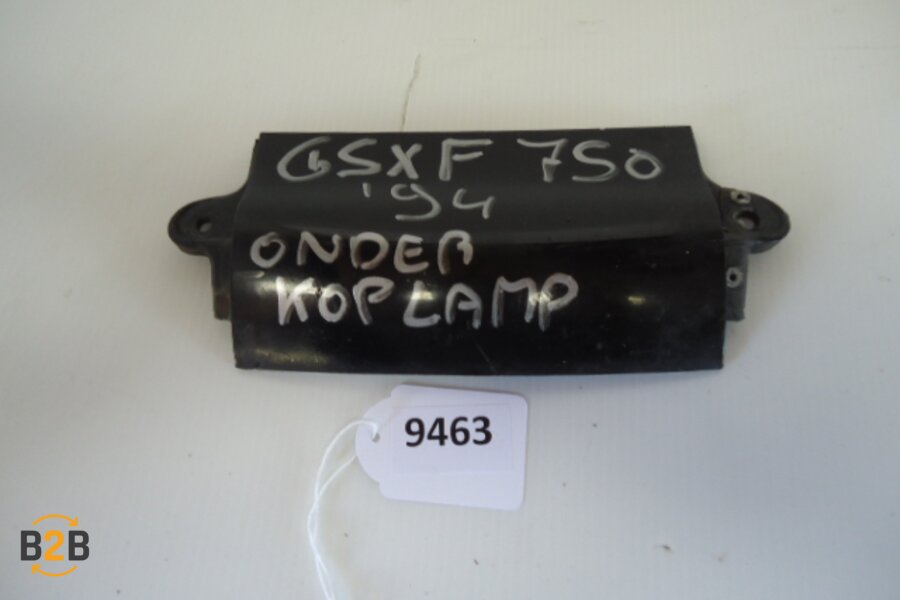 GSXF 750
'94
ONDER
KOPLAMP
9463
B2B